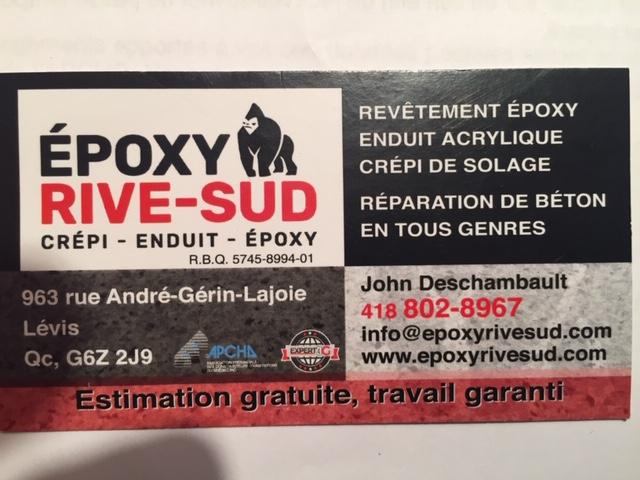 ÉPOXY
RIVE-SUD
CRÉPI - ENDUIT - ÉPOXY
R.B.Q. 5745-8994-01
REVÊTEMENT ÉPOXY
ENDUIT ACRYLIQUE
CRÉPI DE SOLAGE
RÉPARATION DE BÉTON
EN TOUS GENRES
963 rue André-Gérin-Lajoie
Lévis
Qc, G6Z 2J9
APCHQ
EXPERT G
John Deschambault
418 802-8967
info@epoxyrivesud.com
www.epoxyrivesud.com
Estimation gratuite, travail garanti